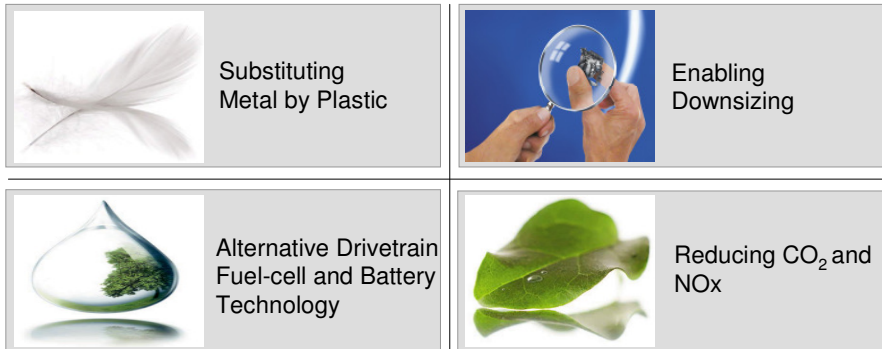 Substituting
Metal by Plastic
Enabling
Downsizing
Alternative Drivetrain
Fuel-cell and Battery
Technology
Reducing CO₂ and
NOx